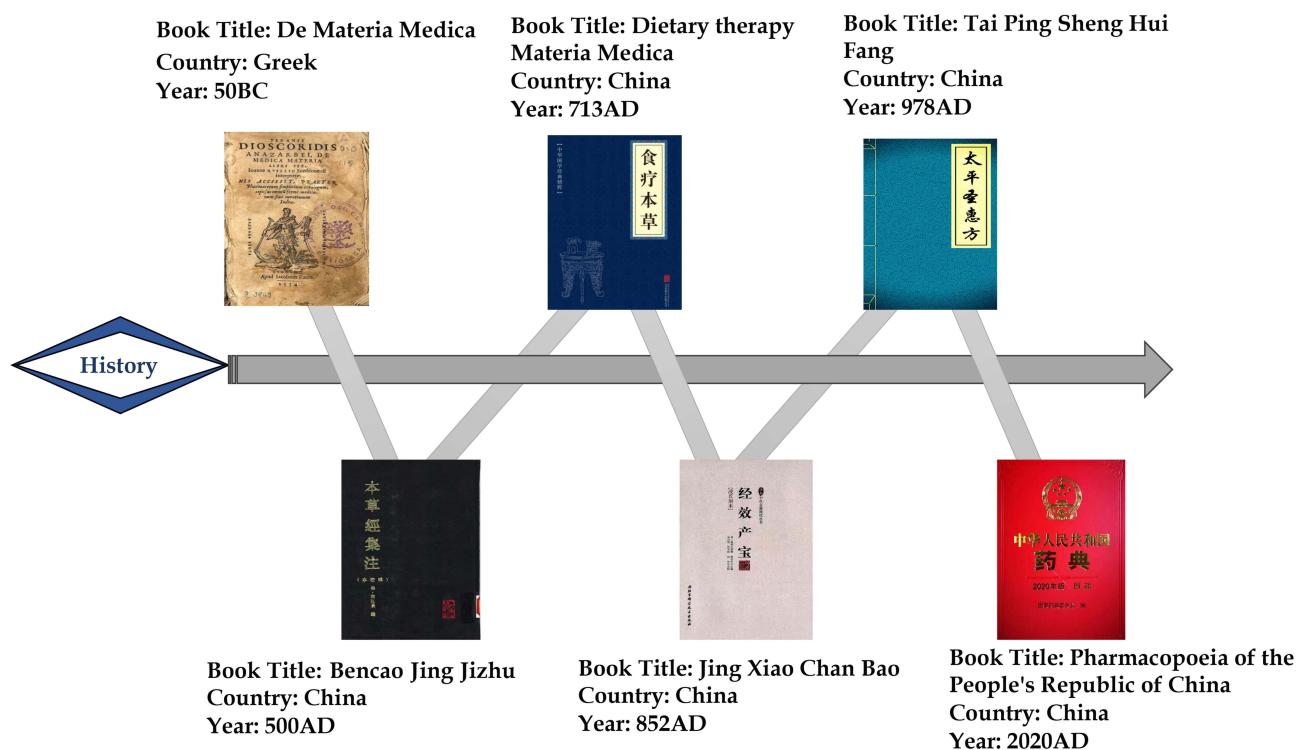 Book Title: De Materia Medica
Country: Greek
Year: 50BC
Book Title: Dietary therapy
Materia Medica
Country: China
Year: 713AD
Book Title: Tai Ping Sheng Hui
Fang
Country: China
Year: 978AD
DIOSCORIDIS
ANAZARBEI, DE
MEDICA MATERIA
食疗本草
太平圣惠方
History
本草經集注
经效产宝
中华人民共和国
药典
2020年版
Book Title: Bencao Jing Jizhu
Country: China
Year: 500AD
Book Title: Jing Xiao Chan Bao
Country: China
Year: 852AD
Book Title: Pharmacopoeia of the
People's Republic of China
Country: China
Year: 2020AD